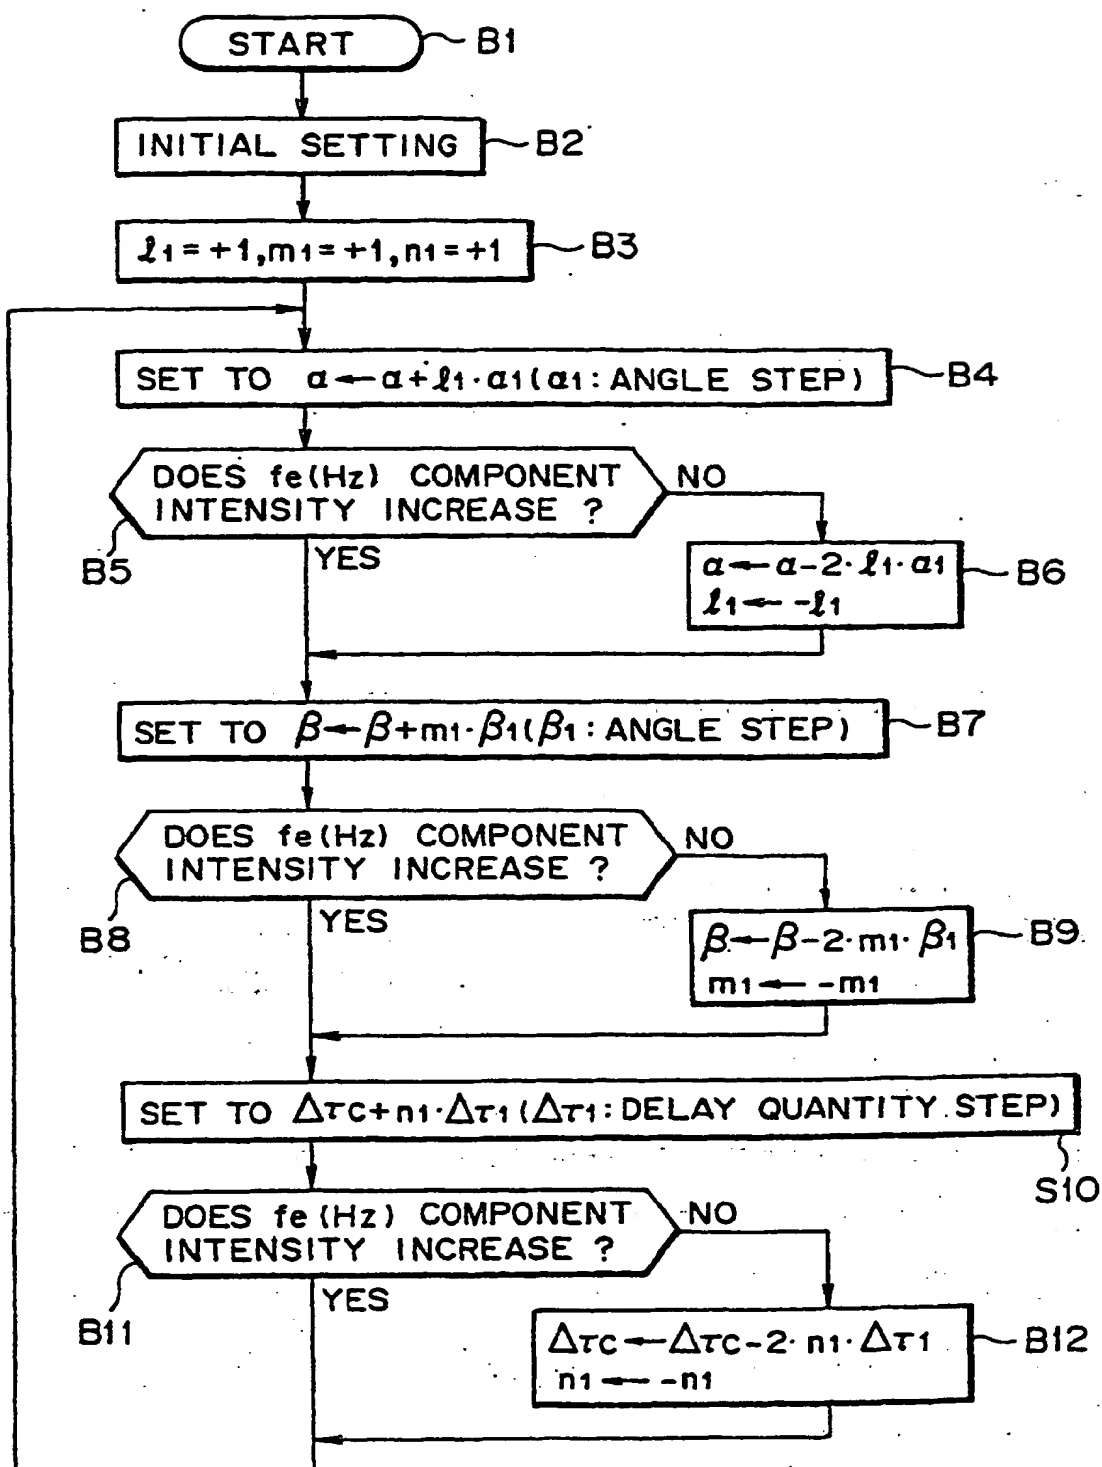 START B1
INITIAL SETTING B2
ℓ1=+1,m1=+1,n1=+1 B3
SET TO α←α+ℓ1·α1(α1:ANGLE STEP) B4
DOES fe(Hz) COMPONENT
INTENSITY INCREASE ?
NO
B5
YES
α←α-2·ℓ1·α1
ℓ1← -ℓ1
B6
SET TO β←β+m1·β1(β1:ANGLE STEP) B7
DOES fe(Hz) COMPONENT
INTENSITY INCREASE ?
NO
B8
YES
β←β-2·m1·β1
m1← -m1
B9
SET TO Δτc+n1·Δτ1(Δτ1:DELAY QUANTITY STEP)
S10
DOES fe(Hz) COMPONENT
INTENSITY INCREASE ?
NO
B11
YES
Δτc←Δτc-2·n1·Δτ1
n1← -n1
B12